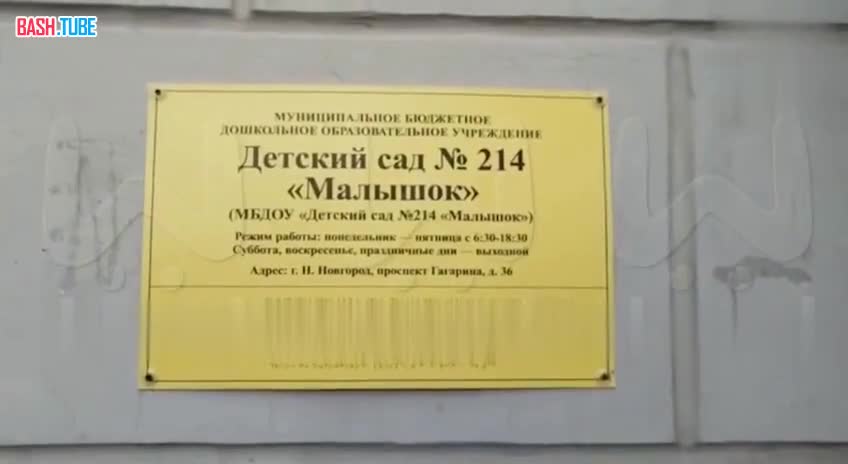 BASH.TUBE
МУНИЦИПАЛЬНОЕ БЮДЖЕТНОЕ
ДОШКОЛЬНОЕ ОБРАЗОВАТЕЛЬНОЕ УЧРЕЖДЕНИЕ
Детский сад № 214
«Малышок»
(МБДОУ «Детский сад №214 «Малышок»)
Режим работы: понедельник — пятница с 6:30-18:30
Суббота, воскресенье, праздничные дни — выходной
Адрес: г. Н. Новгород, проспект Гагарина, д. 36